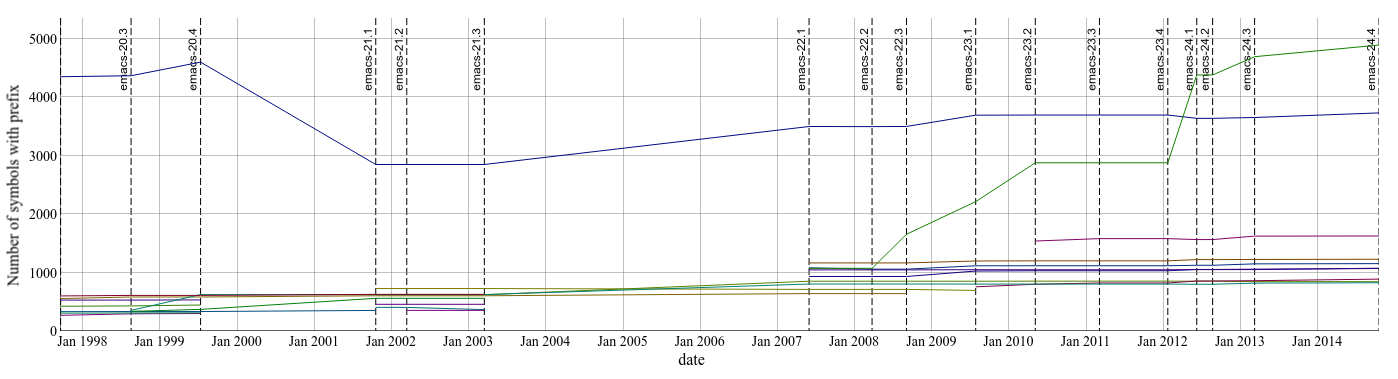 Number of symbols with prefix
5000
4000
3000
2000
1000
0
emacs-20.3
emacs-20.4
emacs-21.1
emacs-21.2
emacs-21.3
emacs-22.1
emacs-22.2
emacs-22.3
emacs-23.1
emacs-23.2
emacs-23.3
emacs-23.4
emacs-24.1
emacs-24.2
emacs-24.3
emacs-24.4
Jan 1998
Jan 1999
Jan 2000
Jan 2001
Jan 2002
Jan 2003
Jan 2004
Jan 2005
Jan 2006
Jan 2007
Jan 2008
Jan 2009
Jan 2010
Jan 2011
Jan 2012
Jan 2013
Jan 2014
date